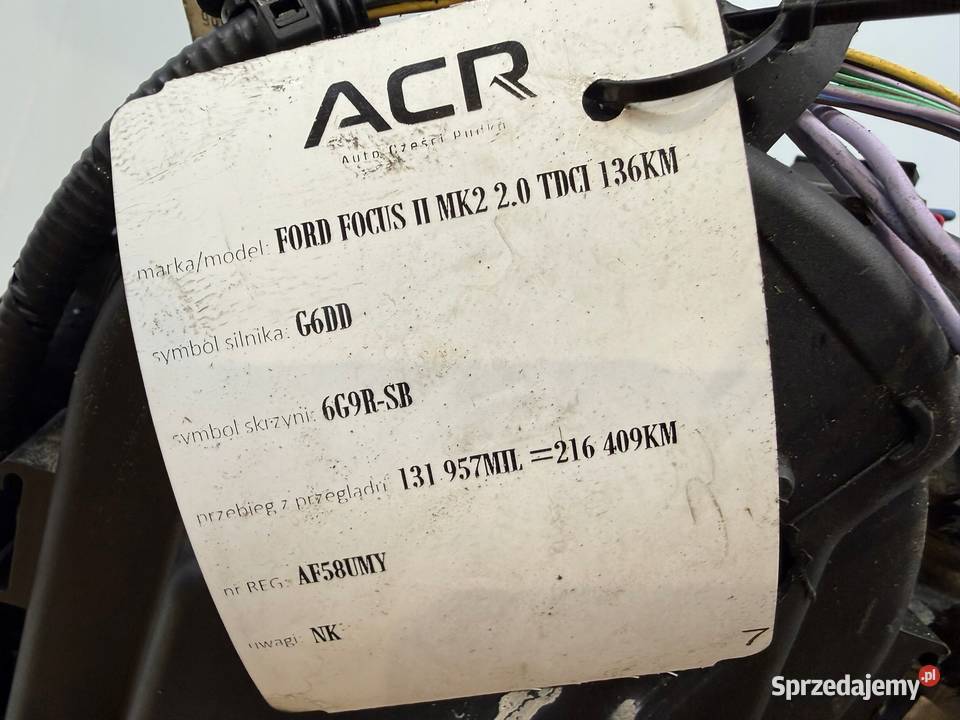 ACR
Auto Części Rudka
marka/model: FORD FOCUS II MK2 2.0 TDCI 136KM
symbol silnika: G6DD
symbol skrzyni: 6G9R-SB
przebieg z przeglądu: 131 957MIL =216 409KM
nr REG: AF58UMY
uwagi: NK
7
Sprzedajemy.pl